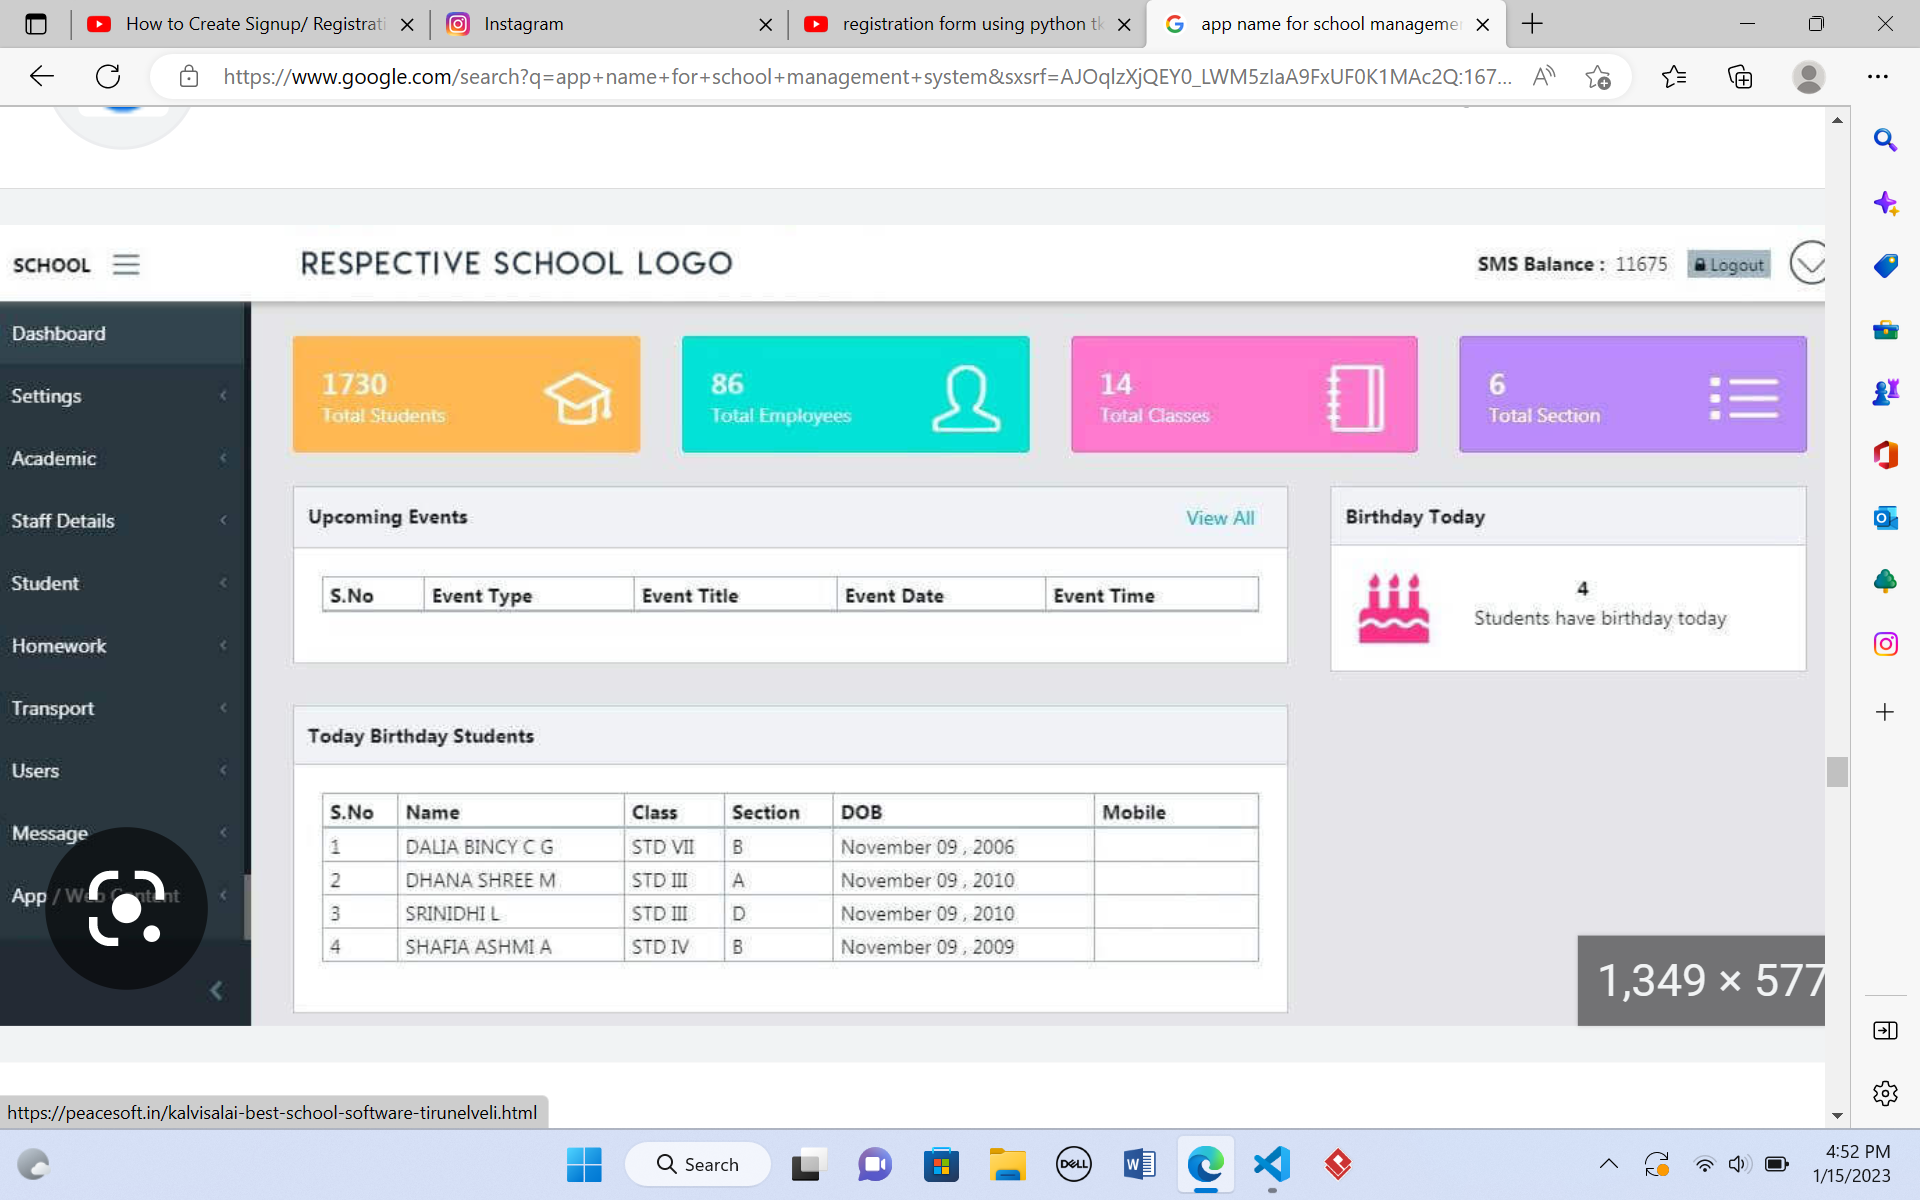 How to Create Signup/ Registrati
Instagram
registration form using python tk
app name for school managemen
https://www.google.com/search?q=app+name+for+school+management+system&sxsrf=AJOqlzXjQEY0_LWM5zIaA9FxUF0K1MAc2Q:167...
SCHOOL
RESPECTIVE SCHOOL LOGO
SMS Balance : 11675
Logout
Dashboard
Settings
Academic
Staff Details
Student
Homework
Transport
Users
Message
App / Web Content
1730
Total Students
86
Total Employees
14
Total Classes
6
Total Section
Upcoming Events
View All
S.No Event Type Event Title Event Date Event Time
Birthday Today
4
Students have birthday today
Today Birthday Students
S.No Name Class Section DOB Mobile
1 DALIA BINCY C G STD VII B November 09 , 2006
2 DHANA SHREE M STD III A November 09 , 2010
3 SRINIDHI L STD III D November 09 , 2010
4 SHAFIA ASHMI A STD IV B November 09 , 2009
1,349 × 577
https://peacesoft.in/kalvisalai-best-school-software-tirunelveli.html
Search
DELL
4:52 PM
1/15/2023